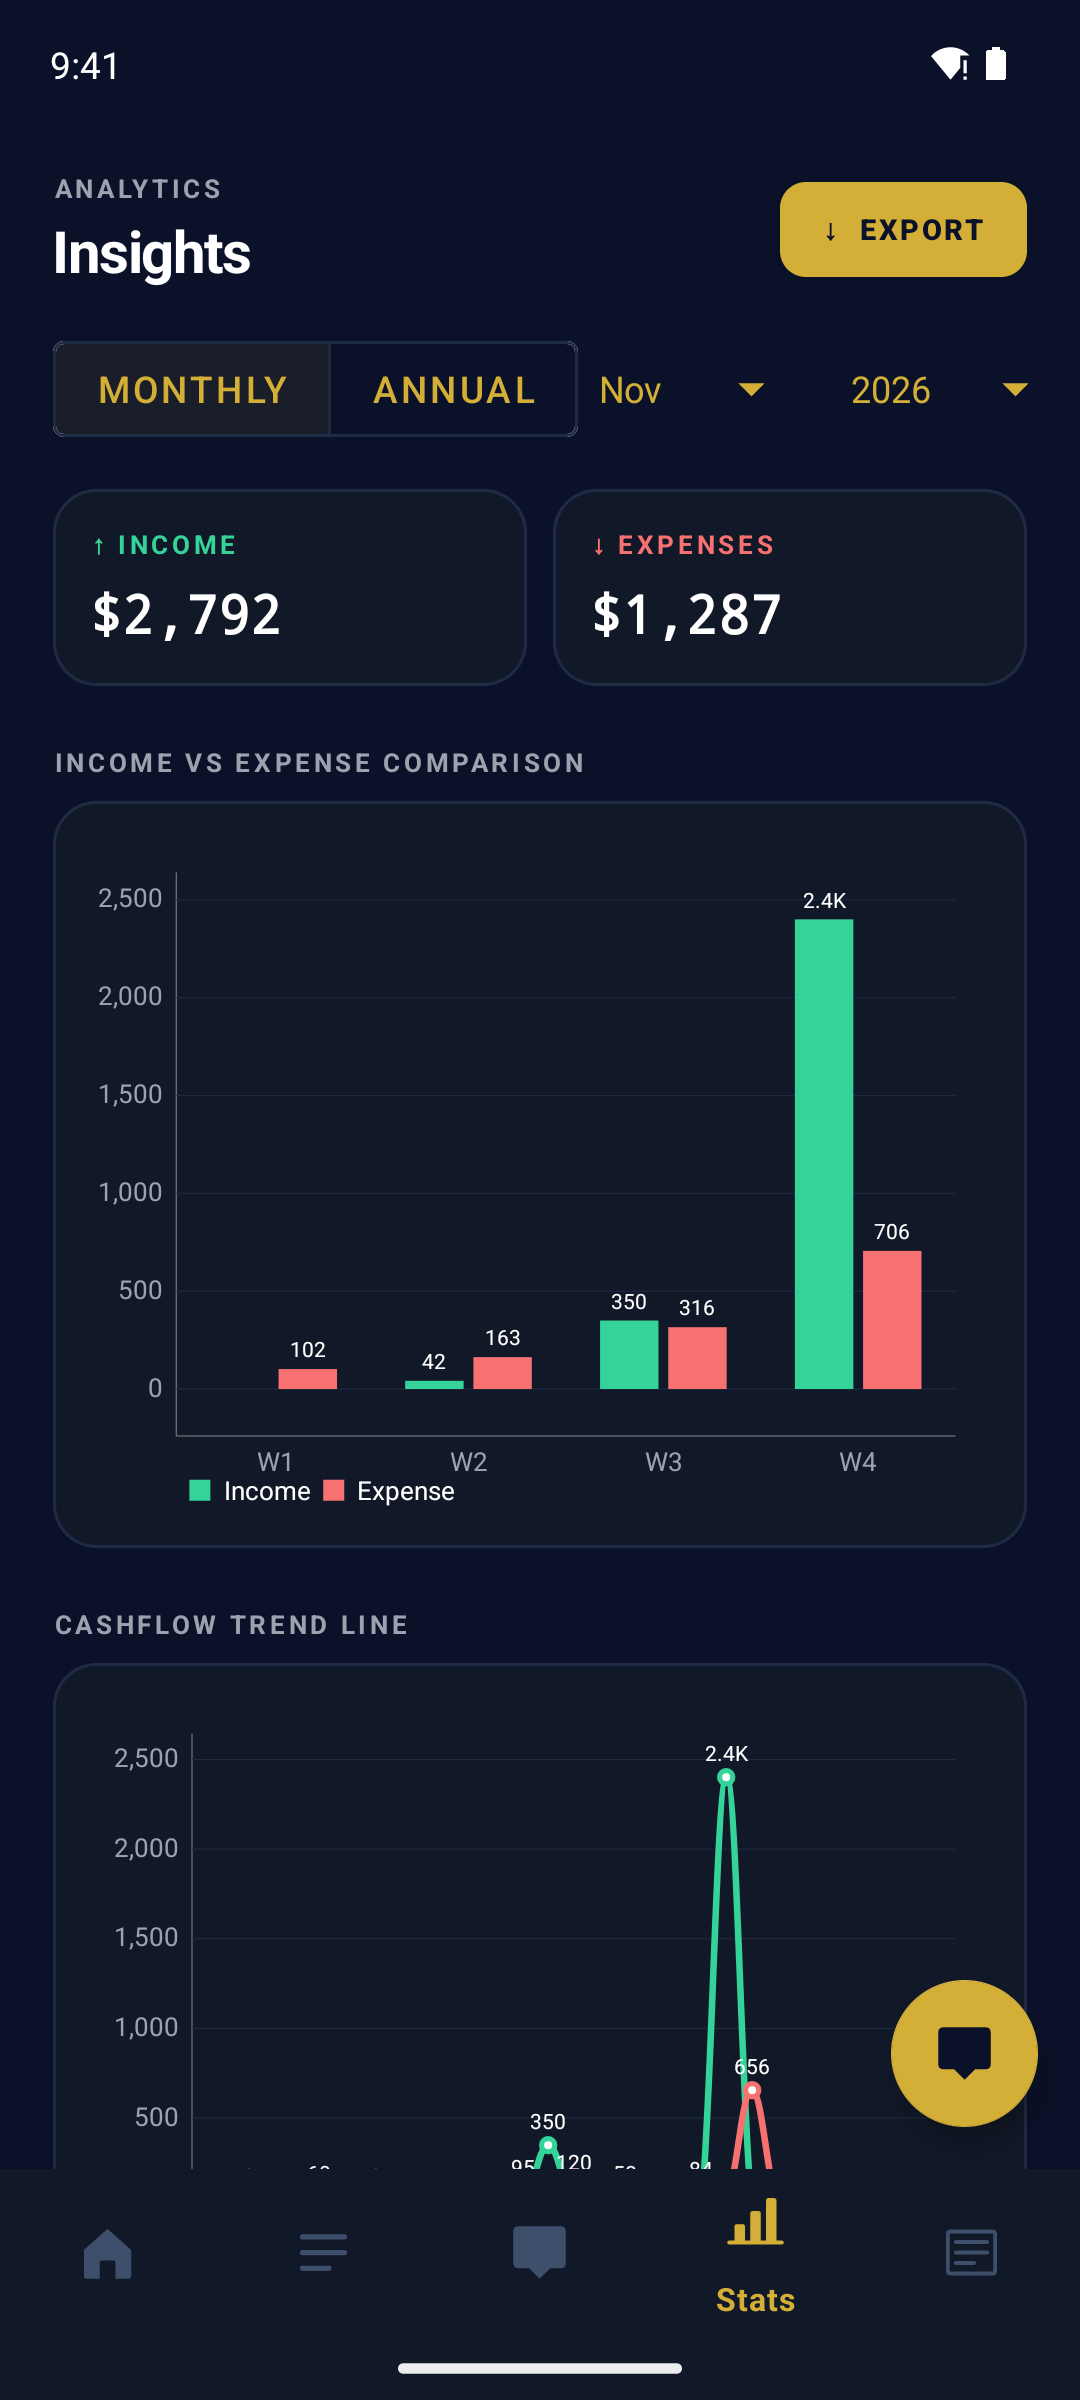 9:41
ANALYTICS
Insights
↓ EXPORT
MONTHLY ANNUAL Nov 2026
↑ INCOME
$2,792
↓ EXPENSES
$1,287
INCOME VS EXPENSE COMPARISON
2,500
2,000
1,500
1,000
500
0
2.4K
706
350
316
42
163
102
W1 W2 W3 W4
Income Expense
CASHFLOW TREND LINE
2,500
2,000
1,500
1,000
500
2.4K
656
350
95 120
84
Stats